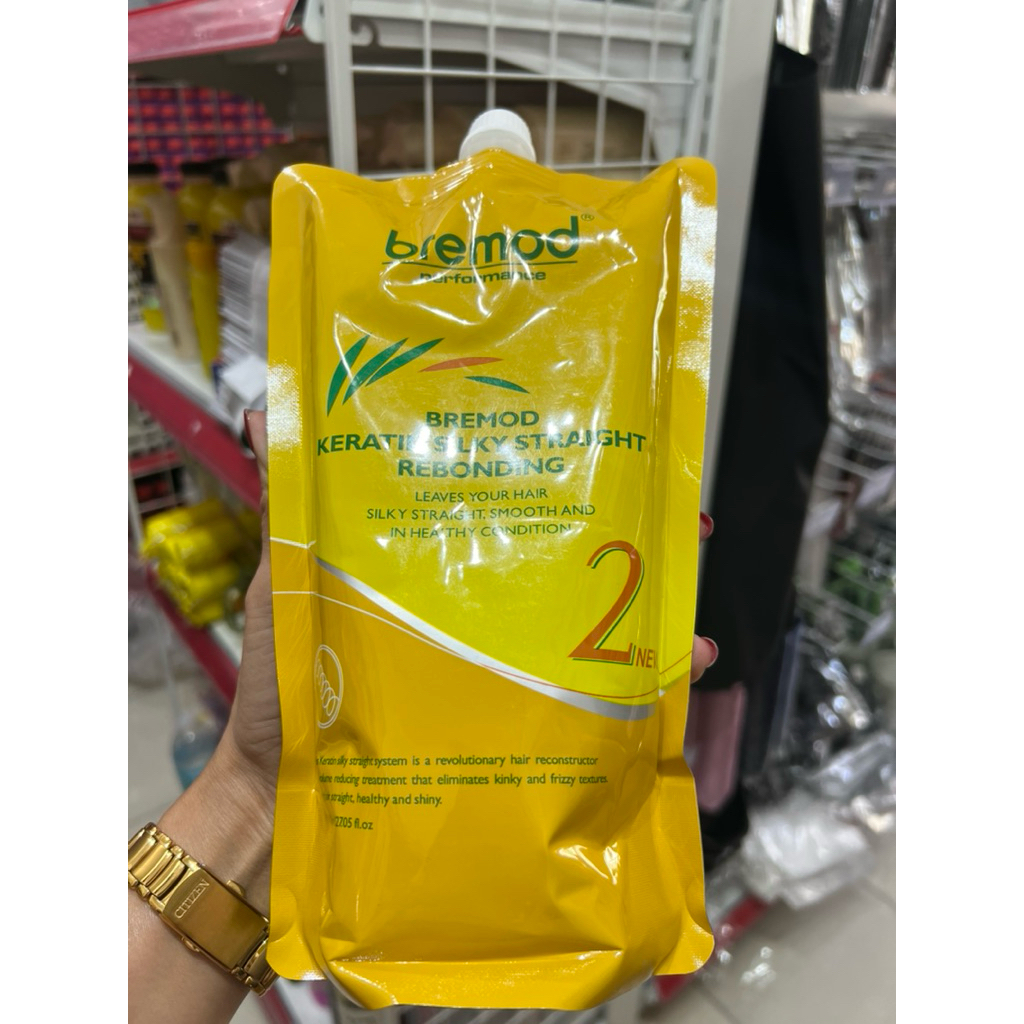 bremod®
performance
BREMOD
KERATIN SILKY STRAIGHT
REBONDING
LEAVES YOUR HAIR
SILKY STRAIGHT, SMOOTH AND
IN HEALTHY CONDITION
2
Keratin silky straight system is a revolutionary hair reconstructor
reducing treatment that eliminates kinky and frizzy textures.
straight, healthy and shiny.
/27.05 fl.oz
CITIZEN